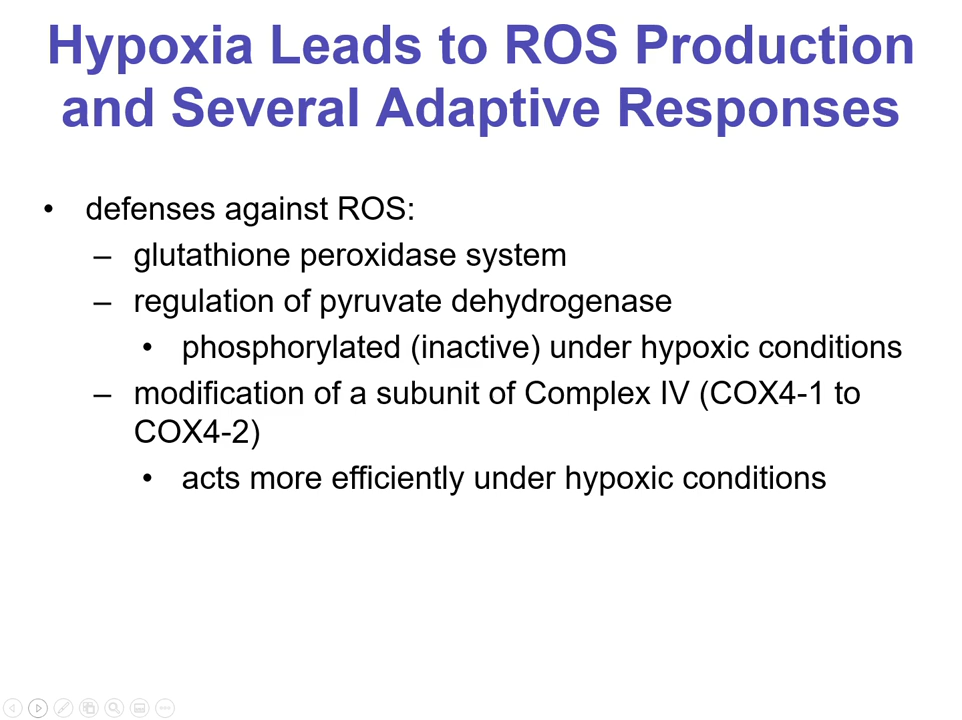 Hypoxia Leads to ROS Production
and Several Adaptive Responses
• defenses against ROS:
– glutathione peroxidase system
– regulation of pyruvate dehydrogenase
• phosphorylated (inactive) under hypoxic conditions
– modification of a subunit of Complex IV (COX4-1 to
COX4-2)
• acts more efficiently under hypoxic conditions